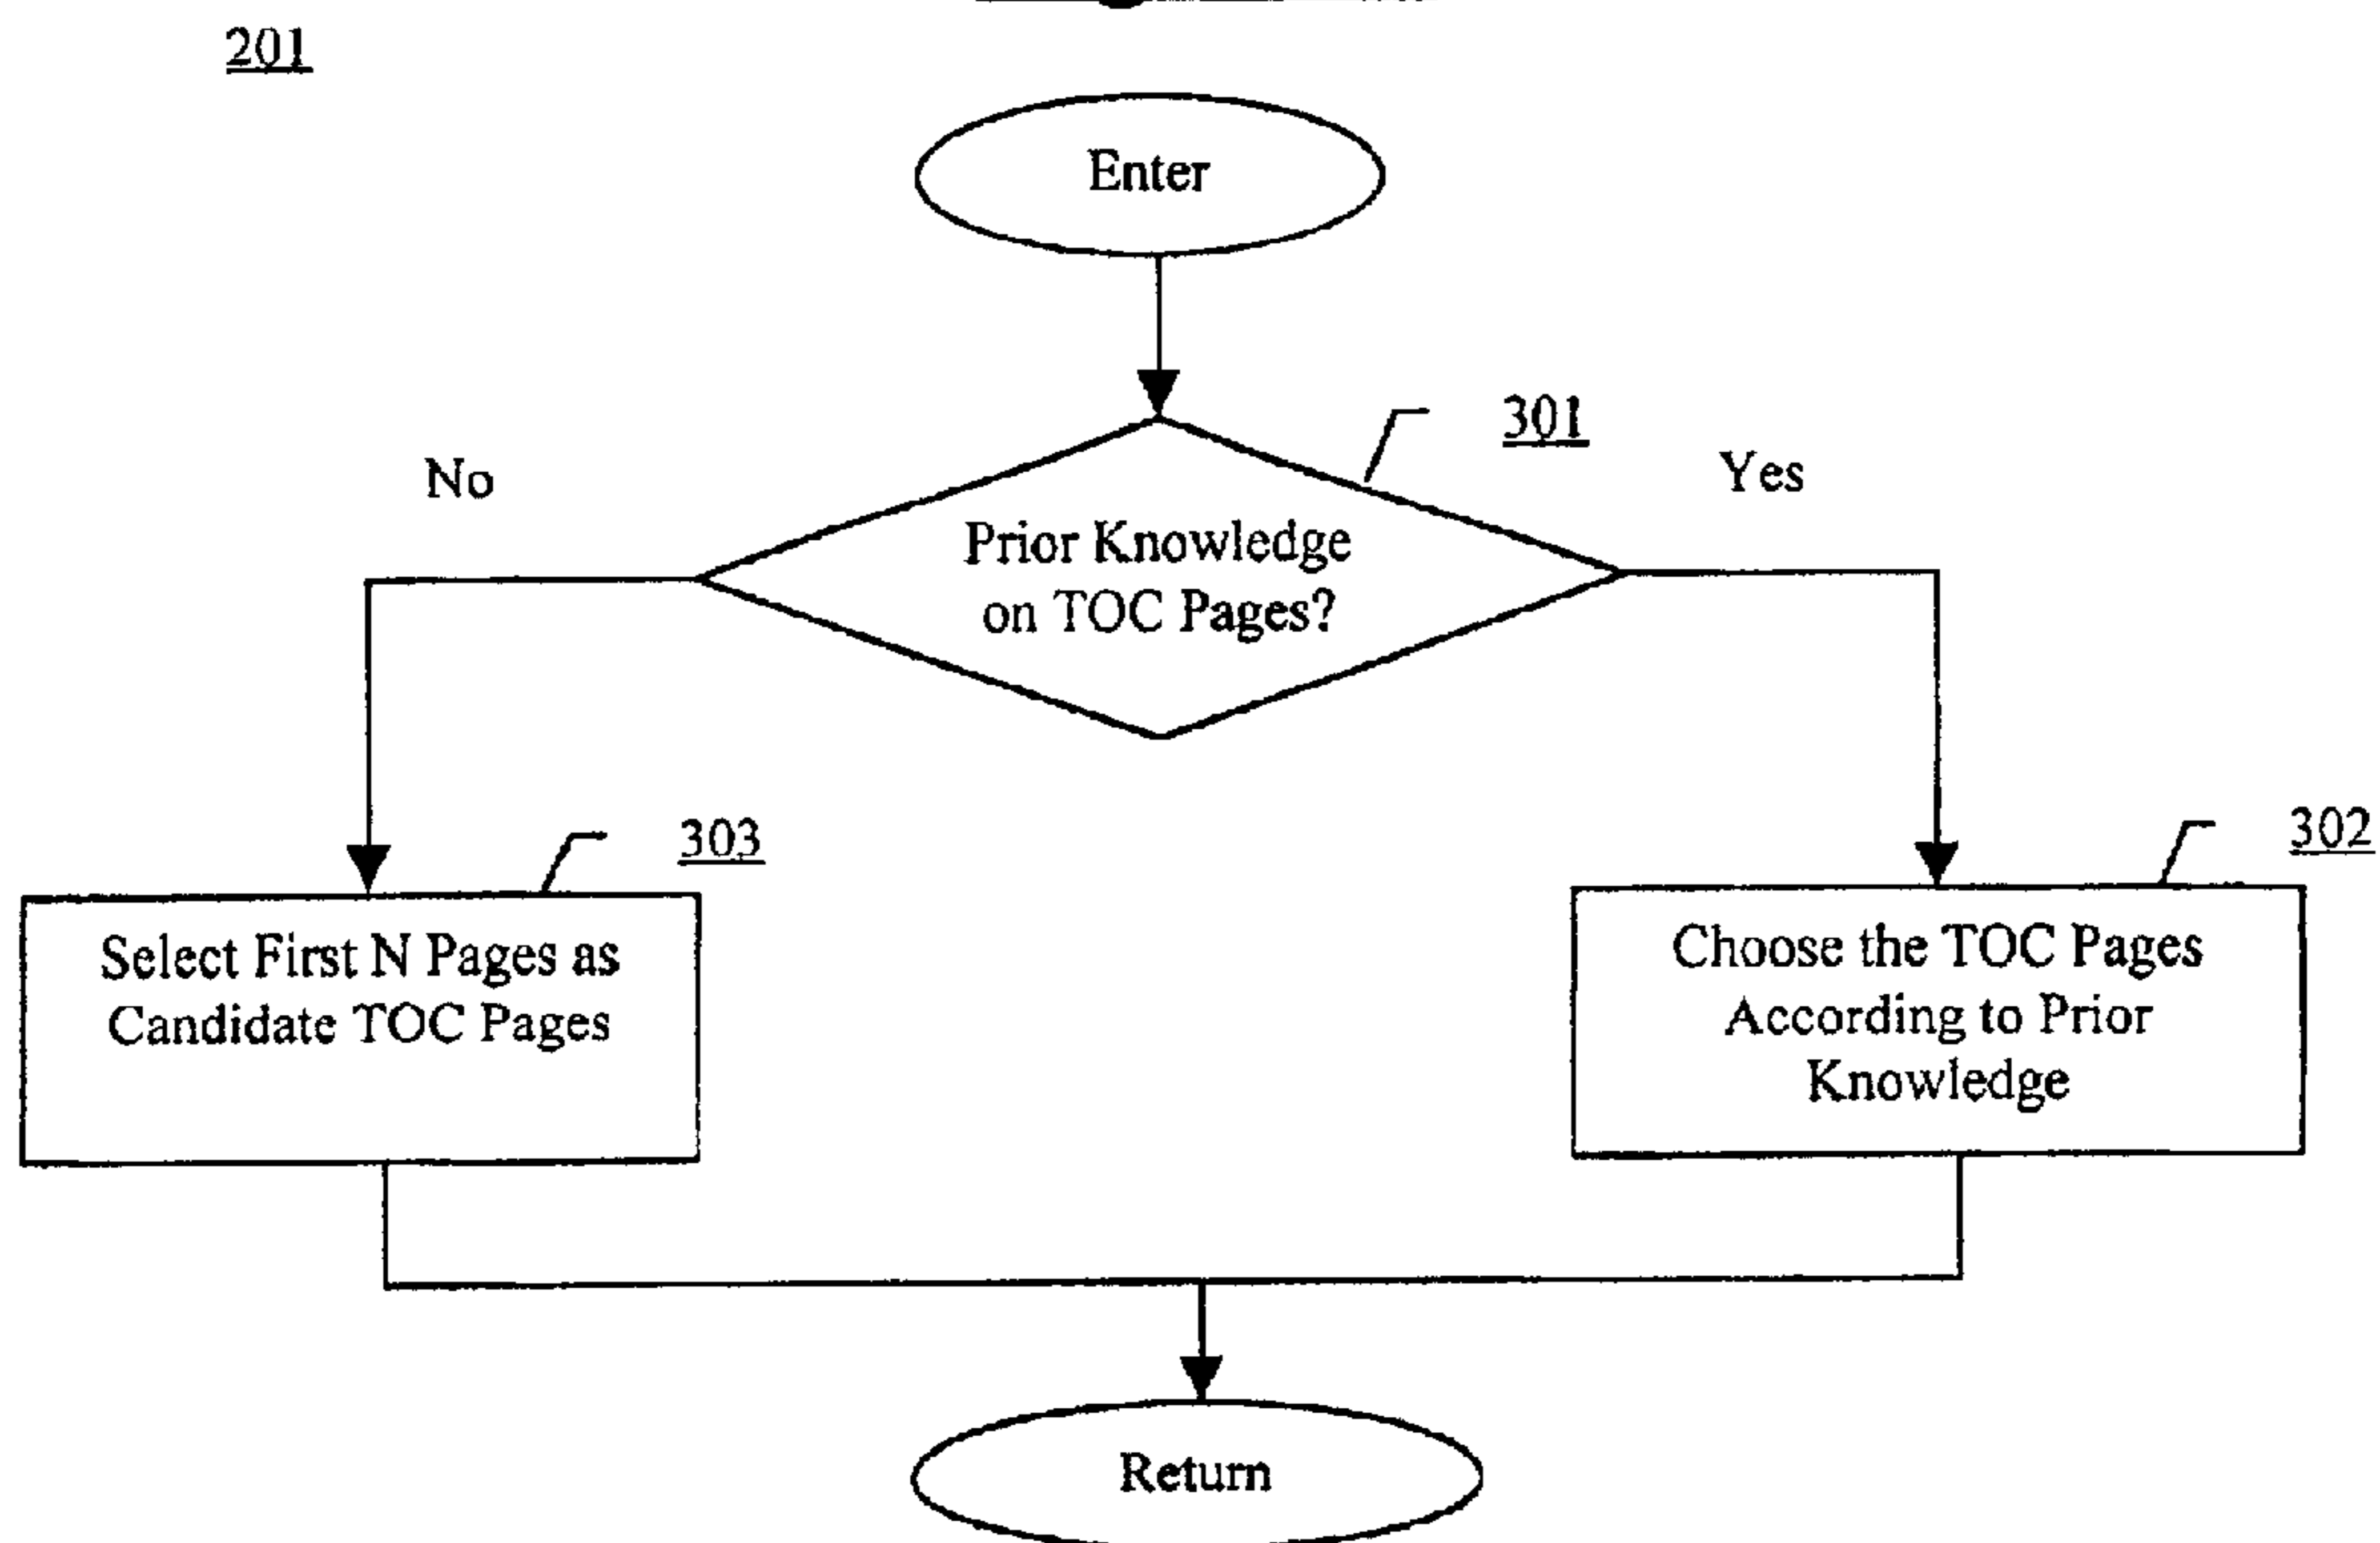 201
Enter
301
No
Yes
Prior Knowledge
on TOC Pages?
303
302
Select First N Pages as
Candidate TOC Pages
Choose the TOC Pages
According to Prior
Knowledge
Return